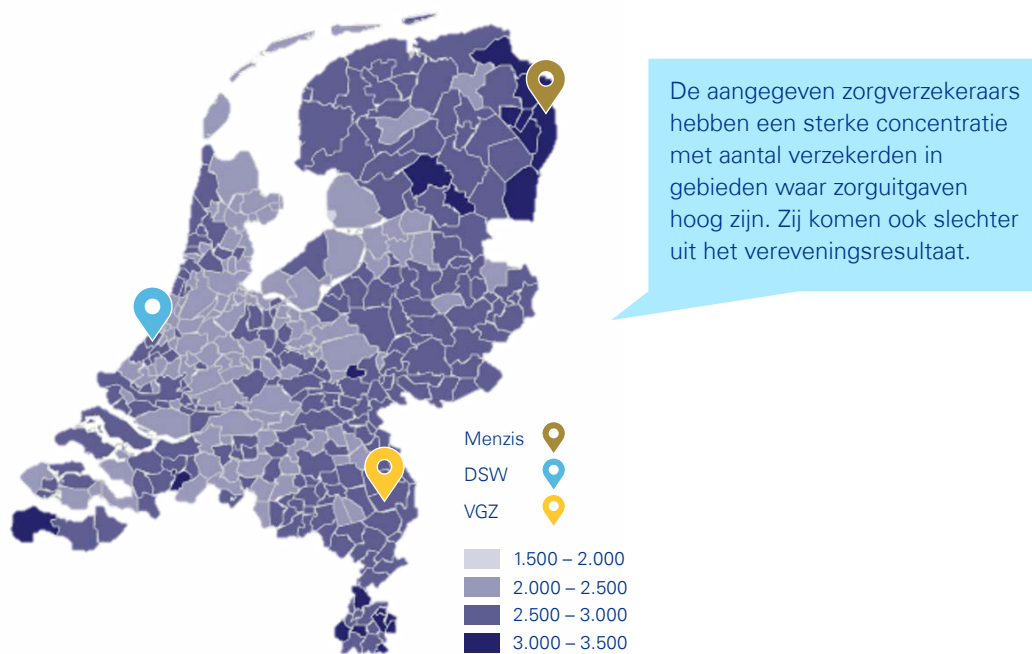 De aangegeven zorgverzekeraars
hebben een sterke concentratie
met aantal verzekerden in
gebieden waar zorguitgaven
hoog zijn. Zij komen ook slechter
uit het vereveningsresultaat.
Menzis
DSW
VGZ
1.500 – 2.000
2.000 – 2.500
2.500 – 3.000
3.000 – 3.500